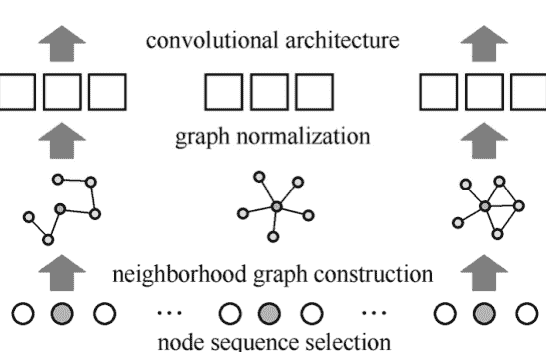 convolutional architecture
graph normalization
neighborhood graph construction
... ...
node sequence selection